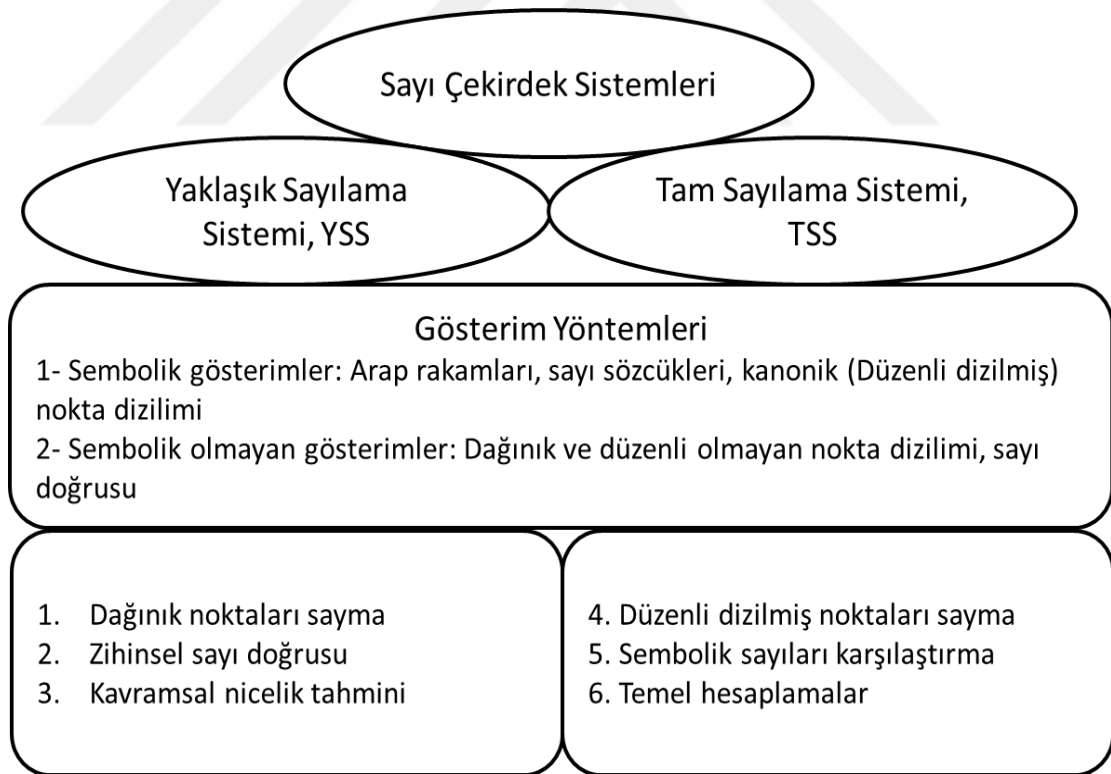 Sayı Çekirdek Sistemleri
Yaklaşık Sayılama
Sistemi, YSS
Tam Sayılama Sistemi,
TSS
Gösterim Yöntemleri
1- Sembolik gösterimler: Arap rakamları, sayı sözcükleri, kanonik (Düzenli dizilmiş)
nokta dizilimi
2- Sembolik olmayan gösterimler: Dağınık ve düzenli olmayan nokta dizilimi, sayı
doğrusu
1. Dağınık noktaları sayma
2. Zihinsel sayı doğrusu
3. Kavramsal nicelik tahmini
4. Düzenli dizilmiş noktaları sayma
5. Sembolik sayıları karşılaştırma
6. Temel hesaplamalar